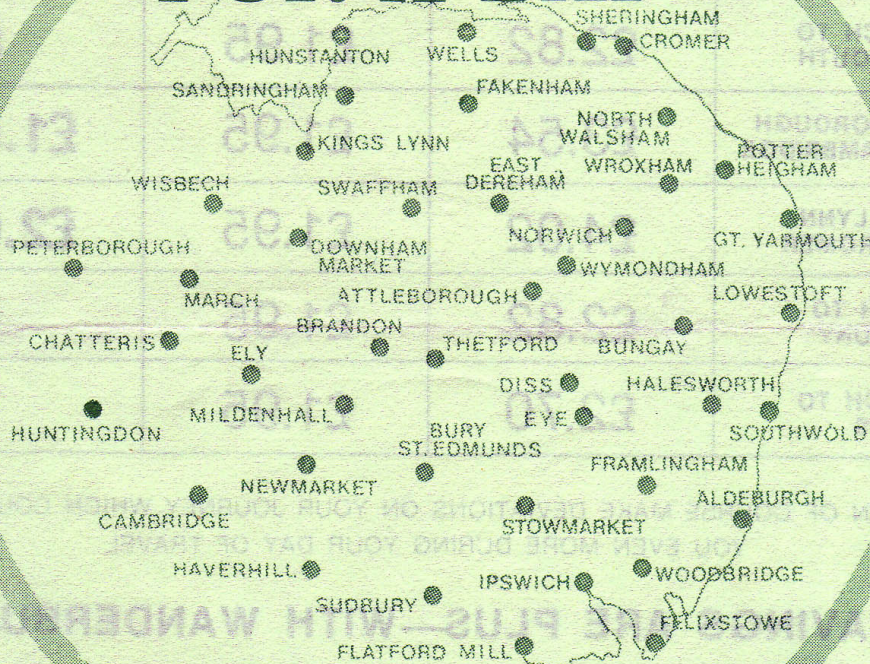 SHERINGHAM
CROMER
HUNSTANTON
WELLS
SANDRINGHAM
FAKENHAM
NORTH
WALSHAM
KINGS LYNN
POTTER
HEIGHAM
EAST
DEREHAM
WROXHAM
WISBECH
SWAFFHAM
NORWICH
GT. YARMOUTH
PETERBOROUGH
DOWNHAM
MARKET
WYMONDHAM
MARCH
ATTLEBOROUGH
LOWESTOFT
BRANDON
CHATTERIS
THETFORD
BUNGAY
ELY
DISS
HALESWORTH
MILDENHALL
EYE
HUNTINGDON
BURY
ST. EDMUNDS
SOUTHWOLD
FRAMLINGHAM
NEWMARKET
ALDEBURGH
CAMBRIDGE
STOWMARKET
HAVERHILL
IPSWICH
WOODBRIDGE
SUDBURY
FELIXSTOWE
FLATFORD MILL